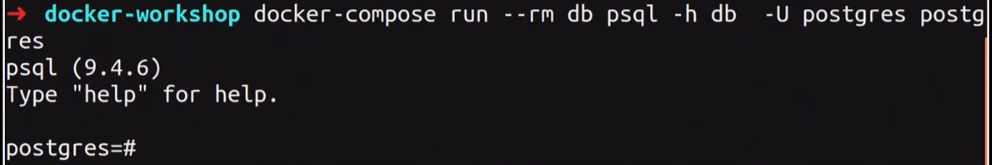 ➜ docker-workshop docker-compose run --rm db psql -h db  -U postgres postg
res
psql (9.4.6)
Type "help" for help.
postgres=#